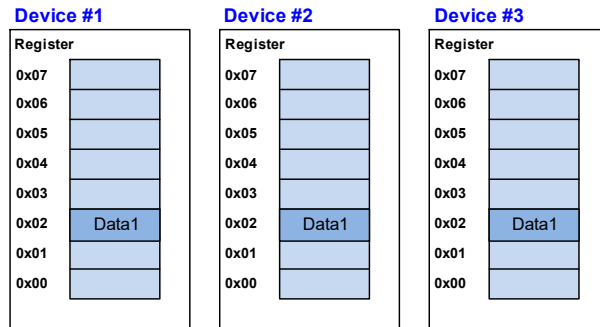 Device #1 Device #2 Device #3
Register Register Register
0x07 0x07 0x07
0x06 0x06 0x06
0x05 0x05 0x05
0x04 0x04 0x04
0x03 0x03 0x03
0x02 Data1 0x02 Data1 0x02 Data1
0x01 0x01 0x01
0x00 0x00 0x00